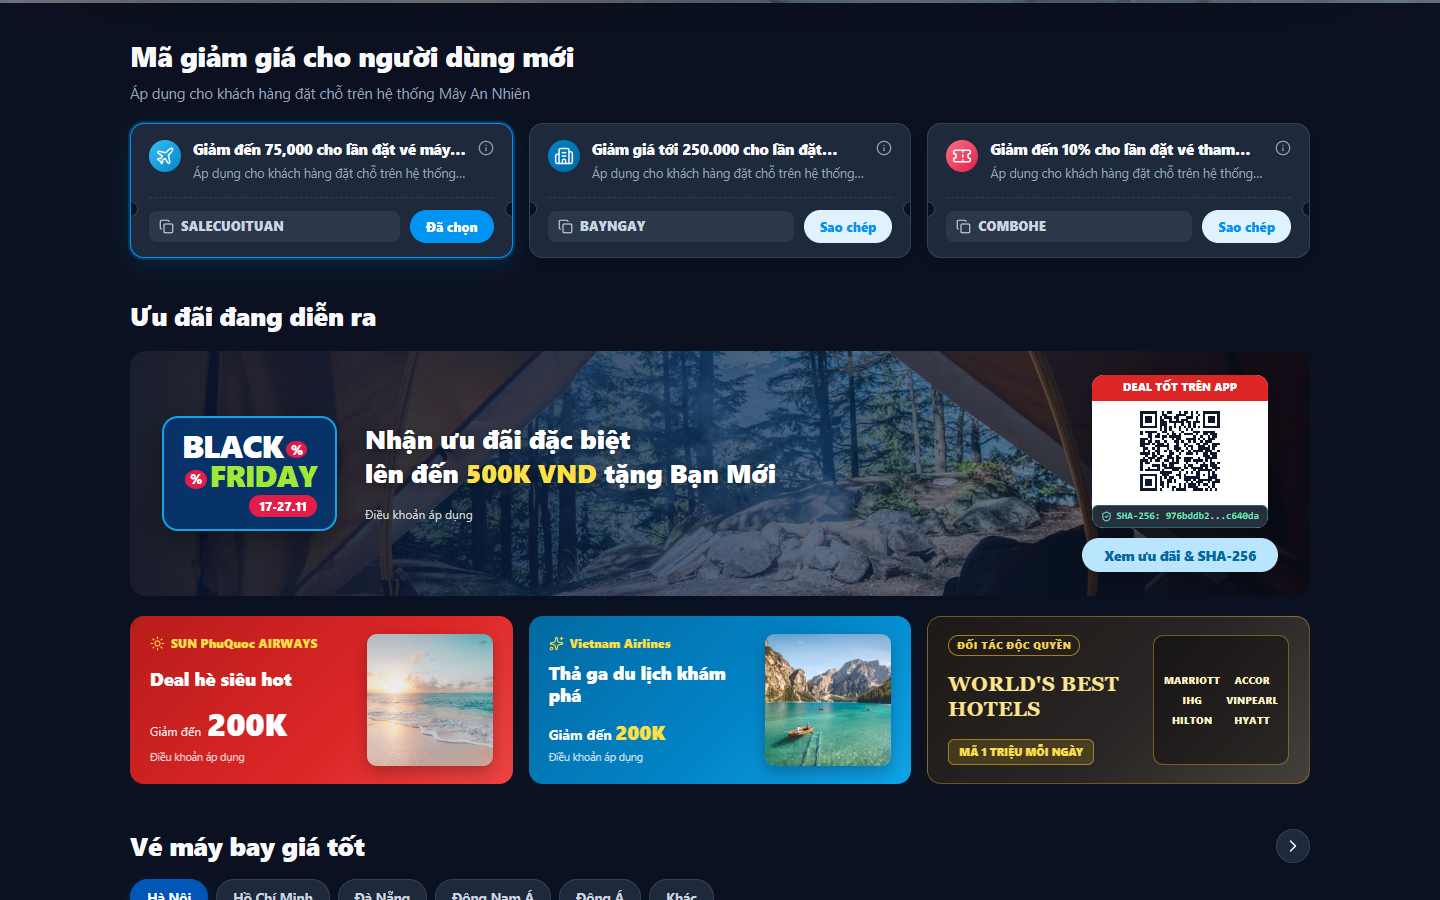 Mã giảm giá cho người dùng mới
Áp dụng cho khách hàng đặt chỗ trên hệ thống Mây An Nhiên
Giảm đến 75,000 cho lần đặt vé máy...
Áp dụng cho khách hàng đặt chỗ trên hệ thống...
SALECUOITUAN
Đã chọn
Giảm giá tới 250.000 cho lần đặt...
Áp dụng cho khách hàng đặt chỗ trên hệ thống...
BAYNGAY
Sao chép
Giảm đến 10% cho lần đặt vé tham...
Áp dụng cho khách hàng đặt chỗ trên hệ thống...
COMBOHE
Sao chép
Ưu đãi đang diễn ra
BLACK %
% FRIDAY
17-27.11
Nhận ưu đãi đặc biệt
lên đến 500K VND tặng Bạn Mới
Điều khoản áp dụng
DEAL TỐT TRÊN APP
SHA-256: 976bddb2...c640da
Xem ưu đãi & SHA-256
SUN PhuQuoc AIRWAYS
Deal hè siêu hot
Giảm đến 200K
Điều khoản áp dụng
Vietnam Airlines
Thả ga du lịch khám
phá
Giảm đến 200K
Điều khoản áp dụng
ĐỐI TÁC ĐỘC QUYỀN
WORLD'S BEST
HOTELS
MÃ 1 TRIỆU MỖI NGÀY
MARRIOTT ACCOR
IHG VINPEARL
HILTON HYATT
Vé máy bay giá tốt
Hà Nội
Hồ Chí Minh
Đà Nẵng
Đông Nam Á
Đông Á
Khác